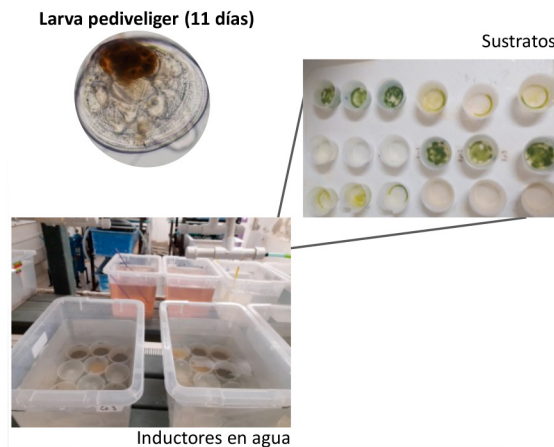 Larva pediveliger (11 días)
Sustratos
Inductores en agua